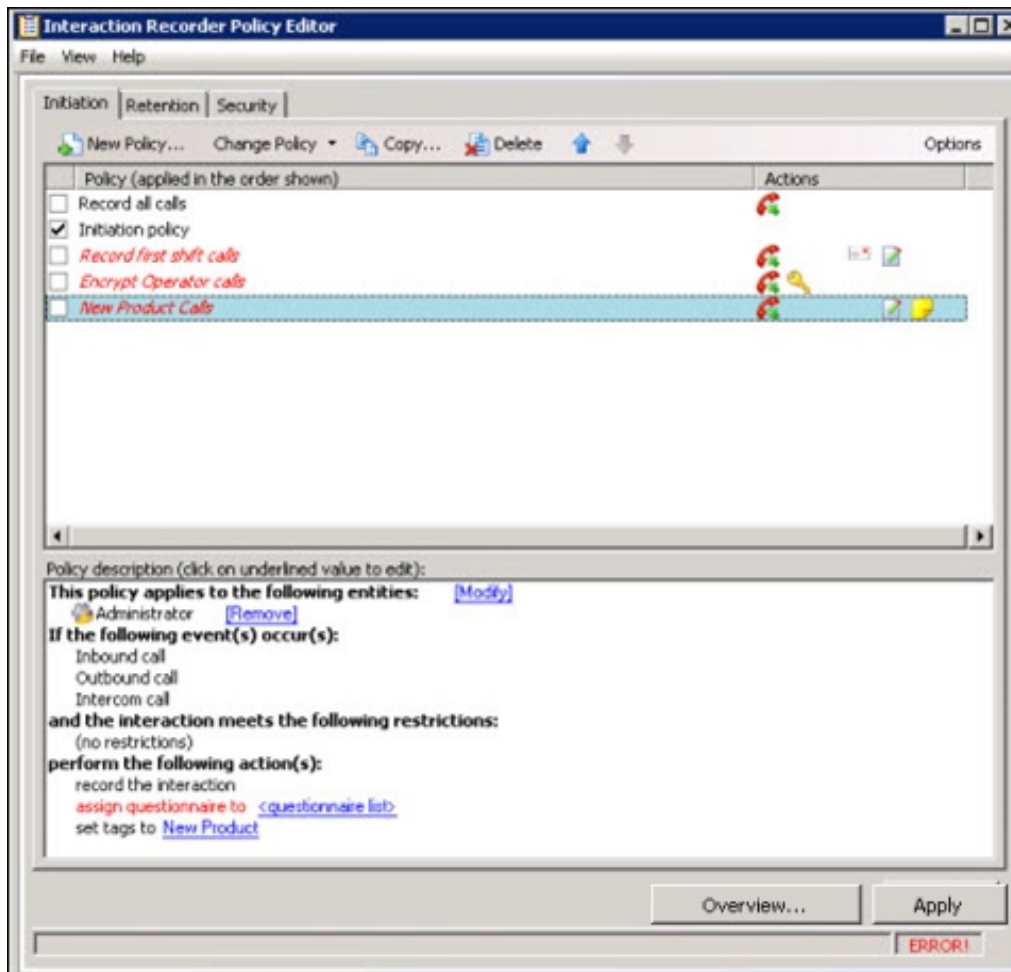 Interaction Recorder Policy Editor
File View Help
Initiation Retention Security
New Policy... Change Policy Copy... Delete Options
Policy (applied in the order shown) Actions
Record all calls
Initiation policy
Record first shift calls
Encrypt Operator calls
New Product Calls
Policy description (click on underlined value to edit):
This policy applies to the following entities: [Modify]
Administrator [Remove]
If the following event(s) occur(s):
Inbound call
Outbound call
Intercom call
and the interaction meets the following restrictions:
(no restrictions)
perform the following action(s):
record the interaction
assign questionnaire to <questionnaire list>
set tags to New Product
Overview... Apply
ERROR!